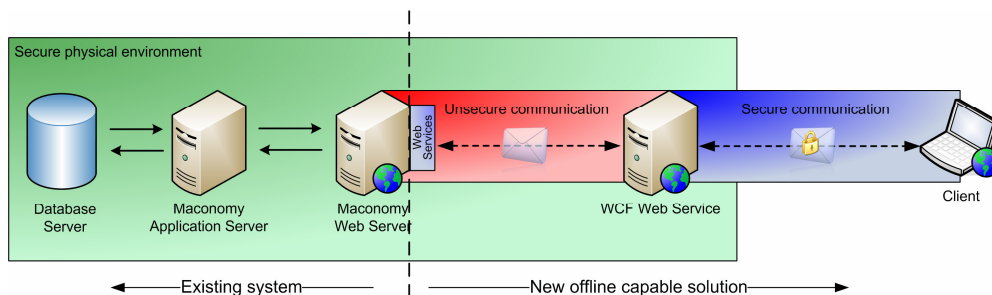 Secure physical environment
Unsecure communication
Secure communication
Web
Services
Database
Server
Maconomy
Application Server
Maconomy
Web Server
WCF Web Service
Client
Existing system
New offline capable solution